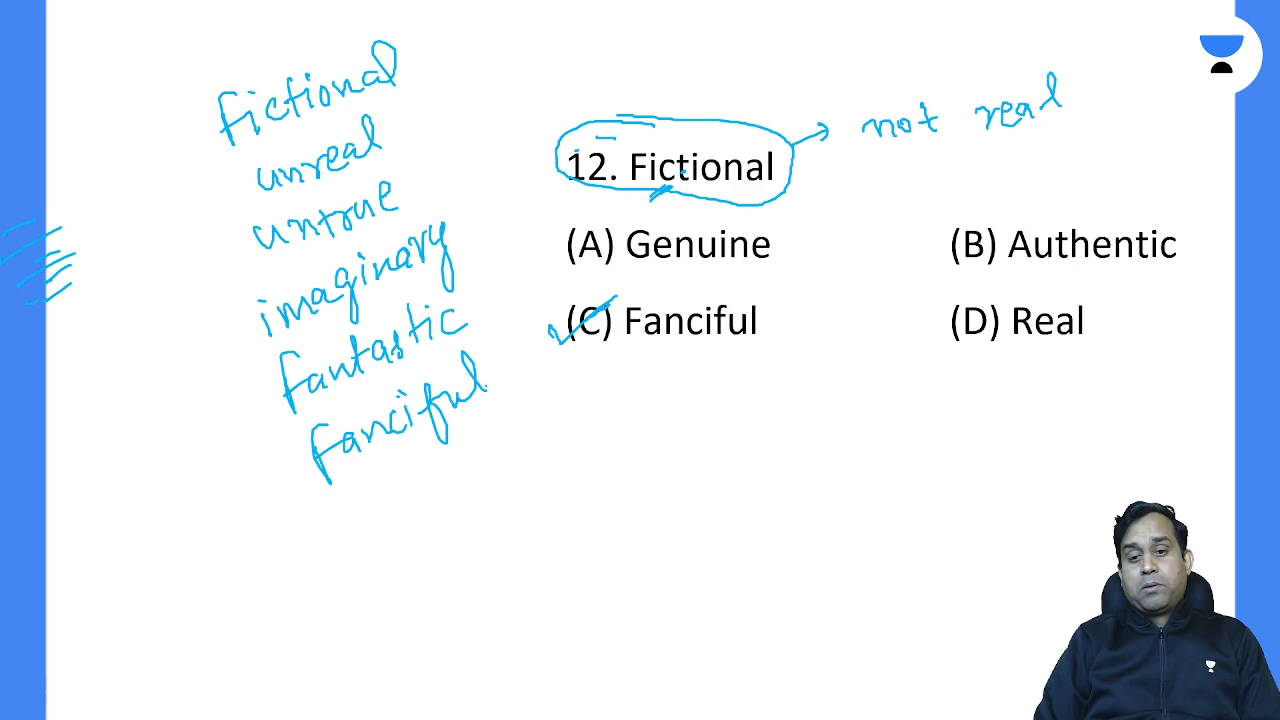 fictional
unreal
untrue
imaginary
fantastic
fanciful
not real
12. Fictional
(A) Genuine
(B) Authentic
(C) Fanciful
(D) Real